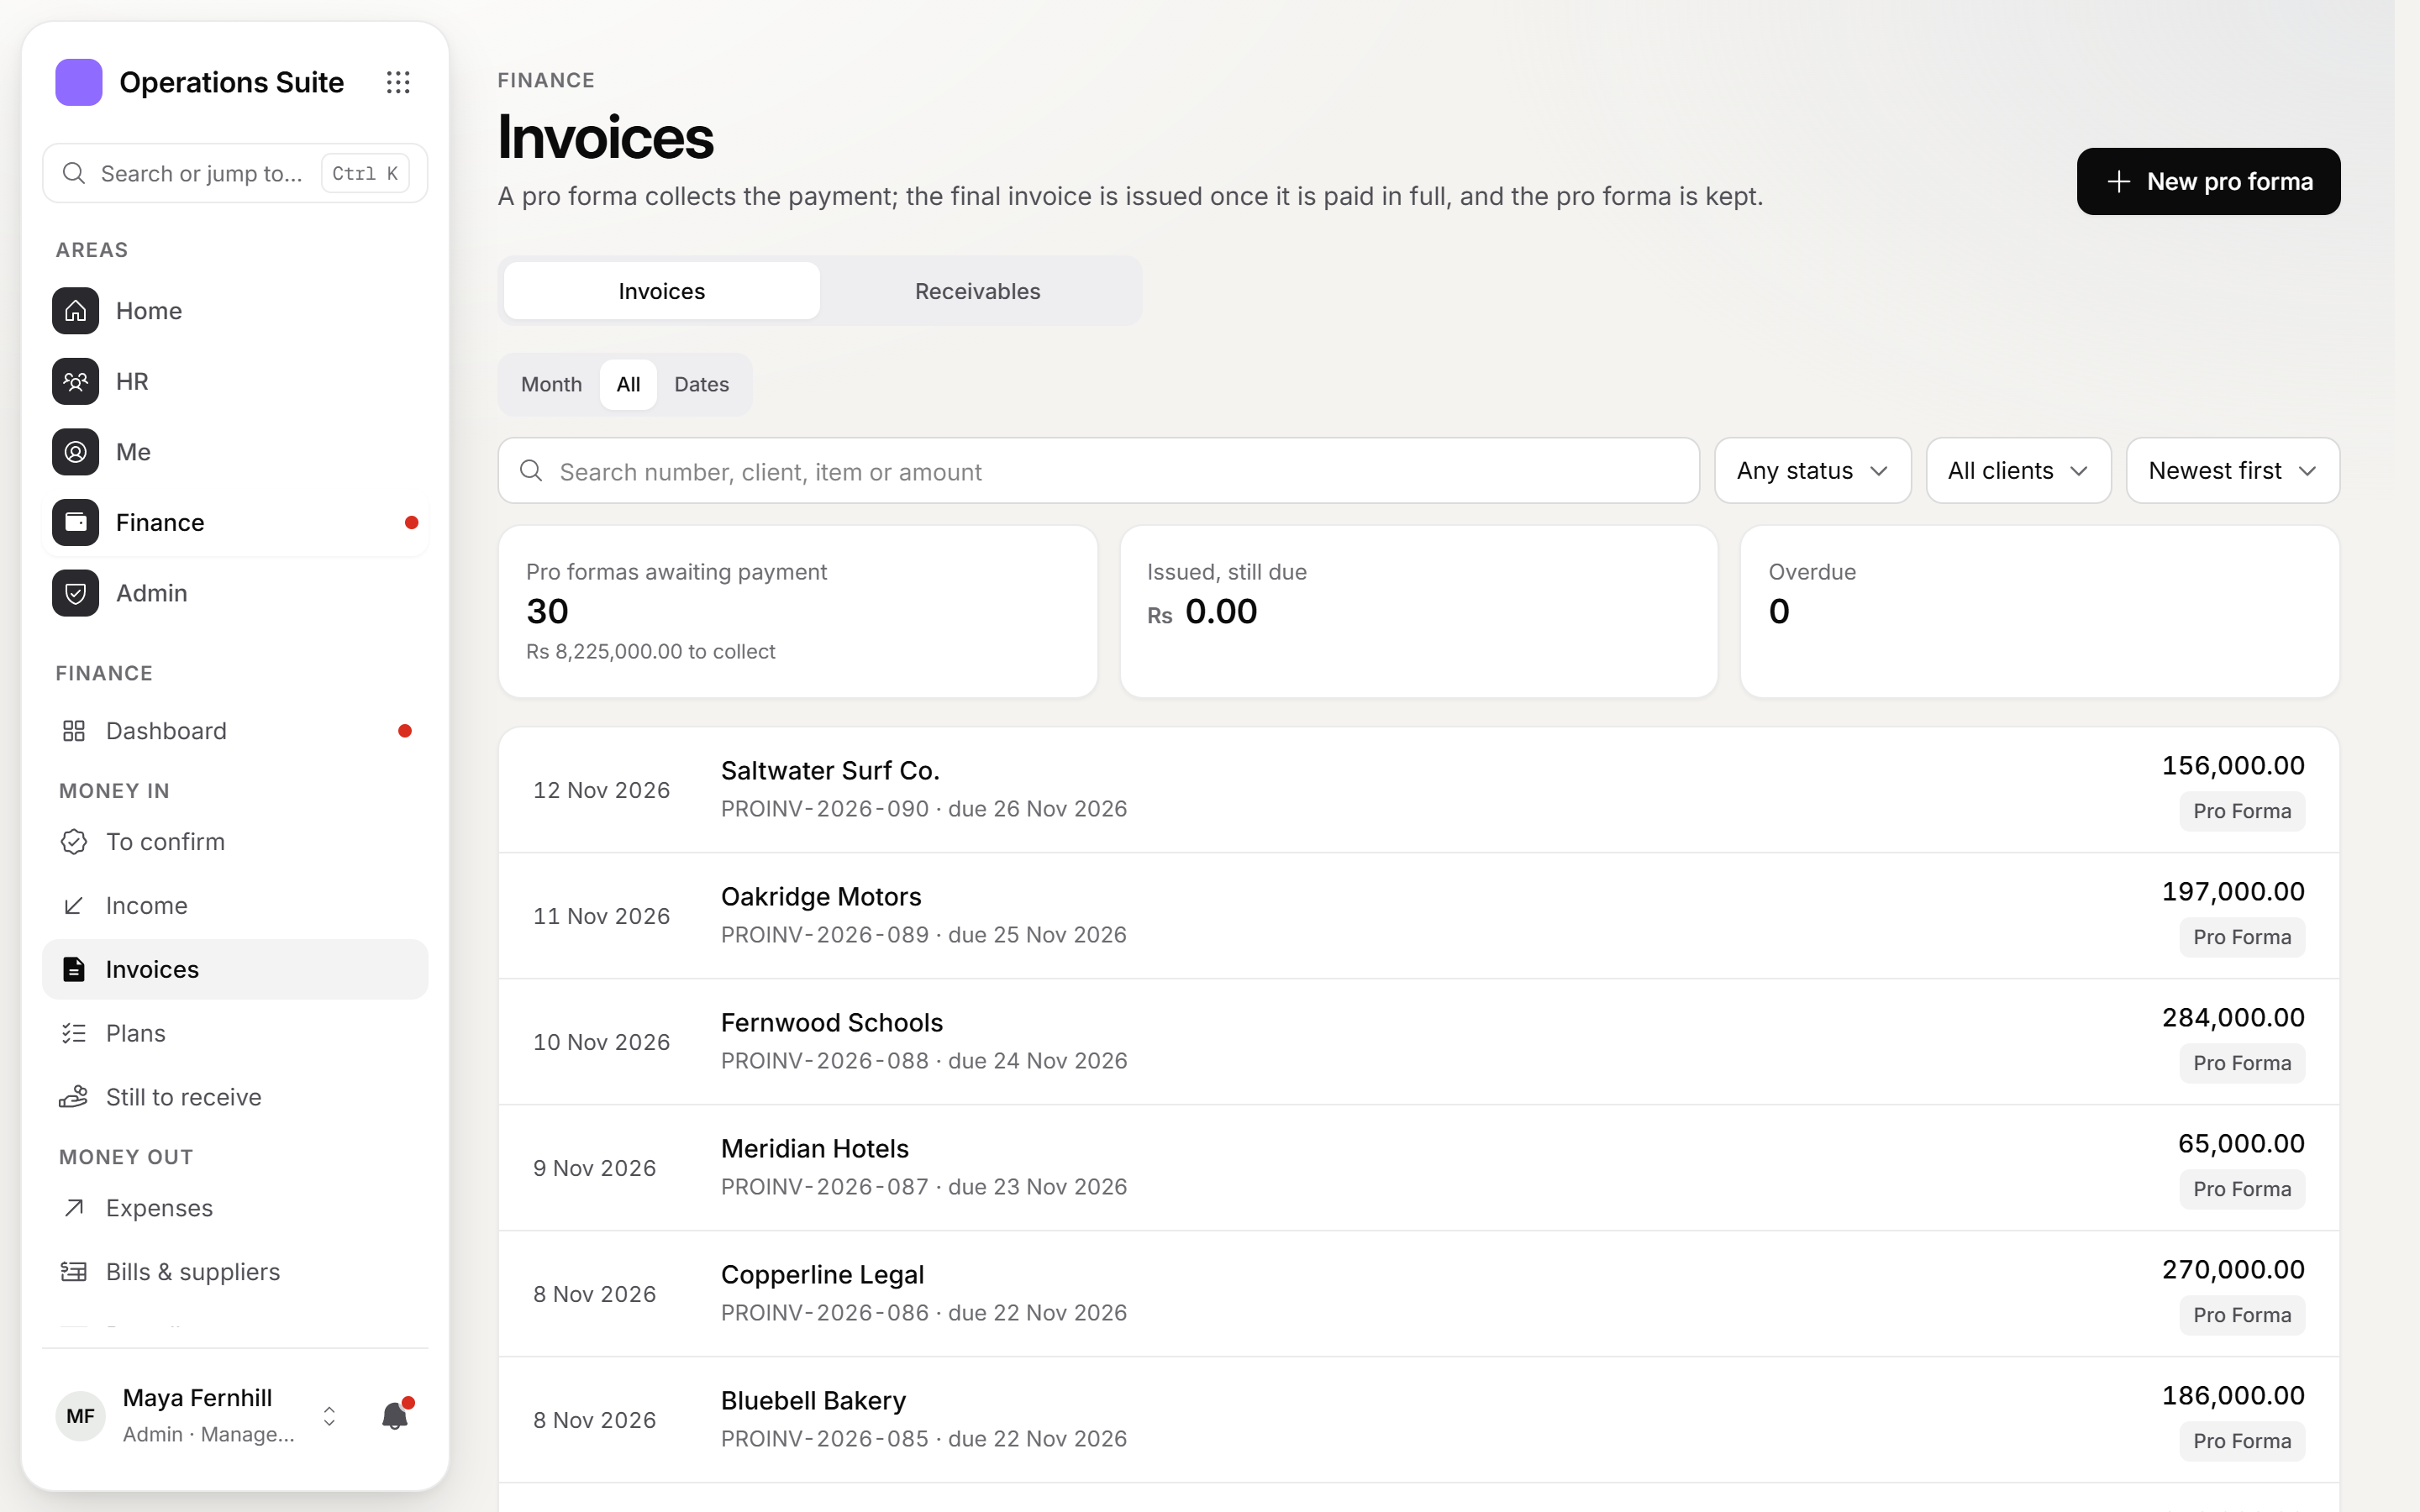 Operations Suite
Search or jump to... Ctrl K
AREAS
Home
HR
Me
Finance
Admin
FINANCE
Dashboard
MONEY IN
To confirm
Income
Invoices
Plans
Still to receive
MONEY OUT
Expenses
Bills & suppliers
MF
Maya Fernhill
Admin · Manage...
FINANCE
Invoices
A pro forma collects the payment; the final invoice is issued once it is paid in full, and the pro forma is kept.
New pro forma
Invoices Receivables
Month All Dates
Search number, client, item or amount
Any status
All clients
Newest first
Pro formas awaiting payment
30
Rs 8,225,000.00 to collect
Issued, still due
Rs 0.00
Overdue
0
12 Nov 2026
Saltwater Surf Co.
PROINV-2026-090 · due 26 Nov 2026
156,000.00
Pro Forma
11 Nov 2026
Oakridge Motors
PROINV-2026-089 · due 25 Nov 2026
197,000.00
Pro Forma
10 Nov 2026
Fernwood Schools
PROINV-2026-088 · due 24 Nov 2026
284,000.00
Pro Forma
9 Nov 2026
Meridian Hotels
PROINV-2026-087 · due 23 Nov 2026
65,000.00
Pro Forma
8 Nov 2026
Copperline Legal
PROINV-2026-086 · due 22 Nov 2026
270,000.00
Pro Forma
8 Nov 2026
Bluebell Bakery
PROINV-2026-085 · due 22 Nov 2026
186,000.00
Pro Forma